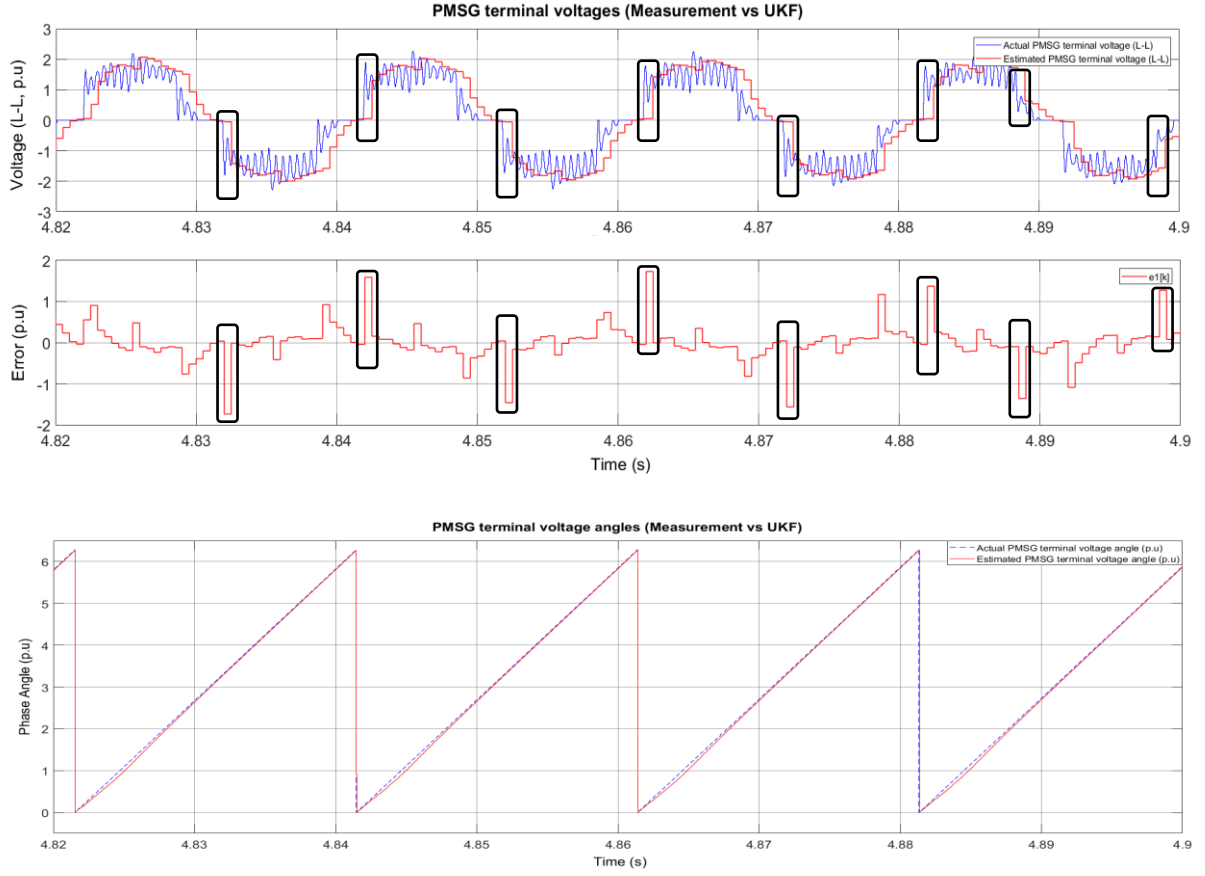 PMSG terminal voltages (Measurement vs UKF)
Voltage (L-L, p.u)
3
2
1
0
-1
-2
-3
Actual PMSG terminal voltage (L-L)
Estimated PMSG terminal voltage (L-L)
4.82 4.83 4.84 4.85 4.86 4.87 4.88 4.89 4.9
Error (p.u)
2
1
0
-1
-2
e1[k]
4.82 4.83 4.84 4.85 4.86 4.87 4.88 4.89 4.9
Time (s)
PMSG terminal voltage angles (Measurement vs UKF)
Phase Angle (p.u)
6
5
4
3
2
1
0
Actual PMSG terminal voltage angle (p.u)
Estimated PMSG terminal voltage angle (p.u)
4.82 4.83 4.84 4.85 4.86 4.87 4.88 4.89 4.9
Time (s)